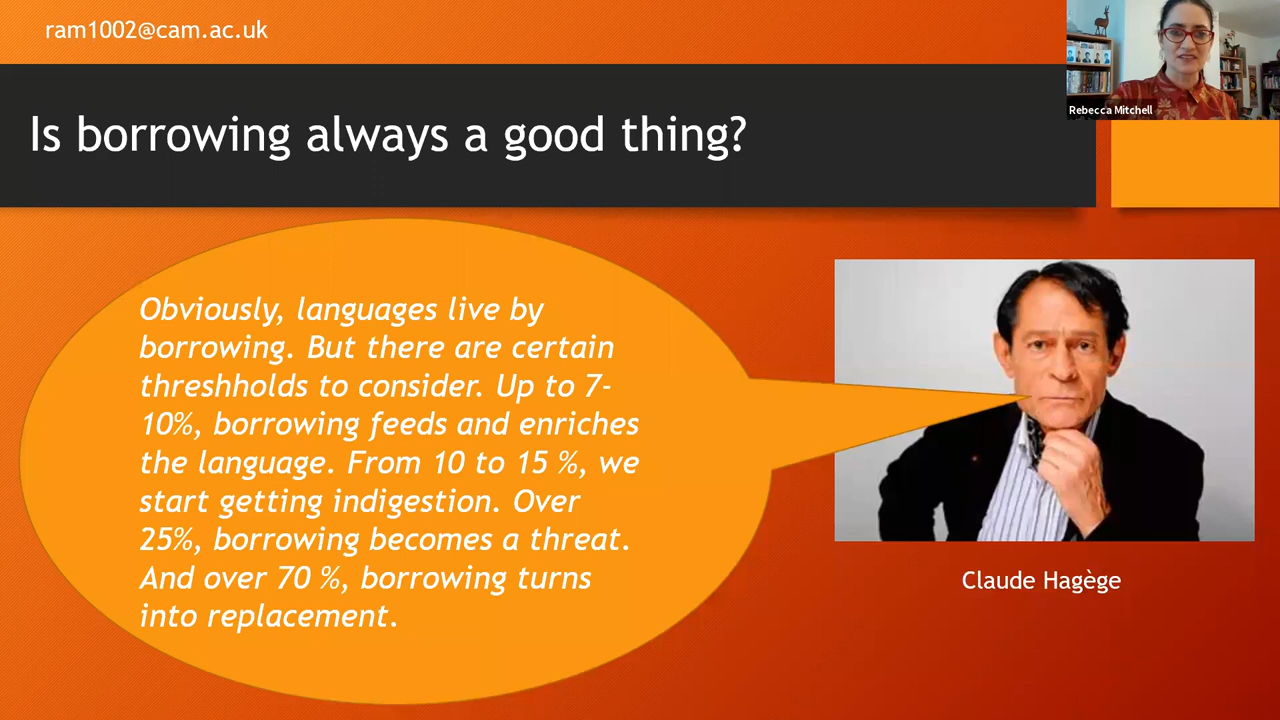 ram1002@cam.ac.uk
Rebecca Mitchell
Is borrowing always a good thing?
Obviously, languages live by
borrowing. But there are certain
threshholds to consider. Up to 7-
10%, borrowing feeds and enriches
the language. From 10 to 15 %, we
start getting indigestion. Over
25%, borrowing becomes a threat.
And over 70 %, borrowing turns
into replacement.
Claude Hagège